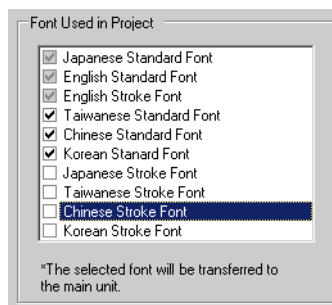 Font Used in Project
Japanese Standard Font
English Standard Font
English Stroke Font
Taiwanese Standard Font
Chinese Standard Font
Korean Stanard Font
Japanese Stroke Font
Taiwanese Stroke Font
Chinese Stroke Font
Korean Stroke Font
*The selected font will be transferred to
the main unit.